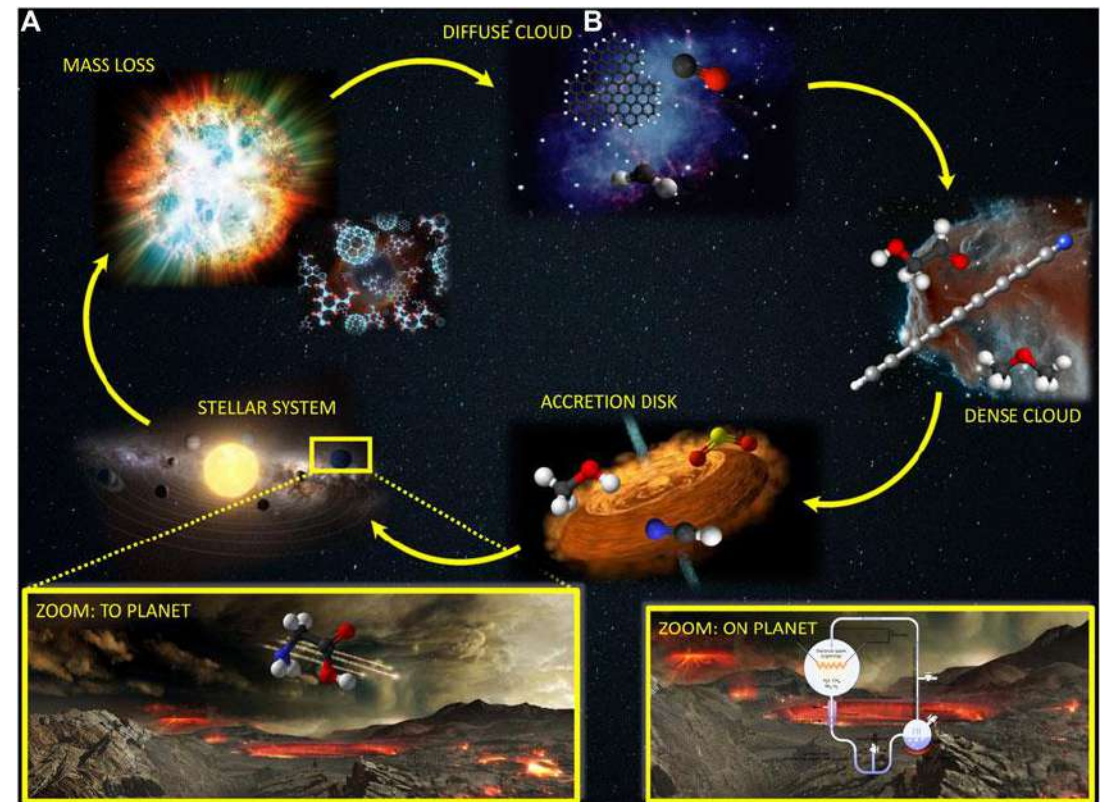 A
B
DIFFUSE CLOUD
MASS LOSS
DENSE CLOUD
STELLAR SYSTEM
ACCRETION DISK
ZOOM: TO PLANET
ZOOM: ON PLANET